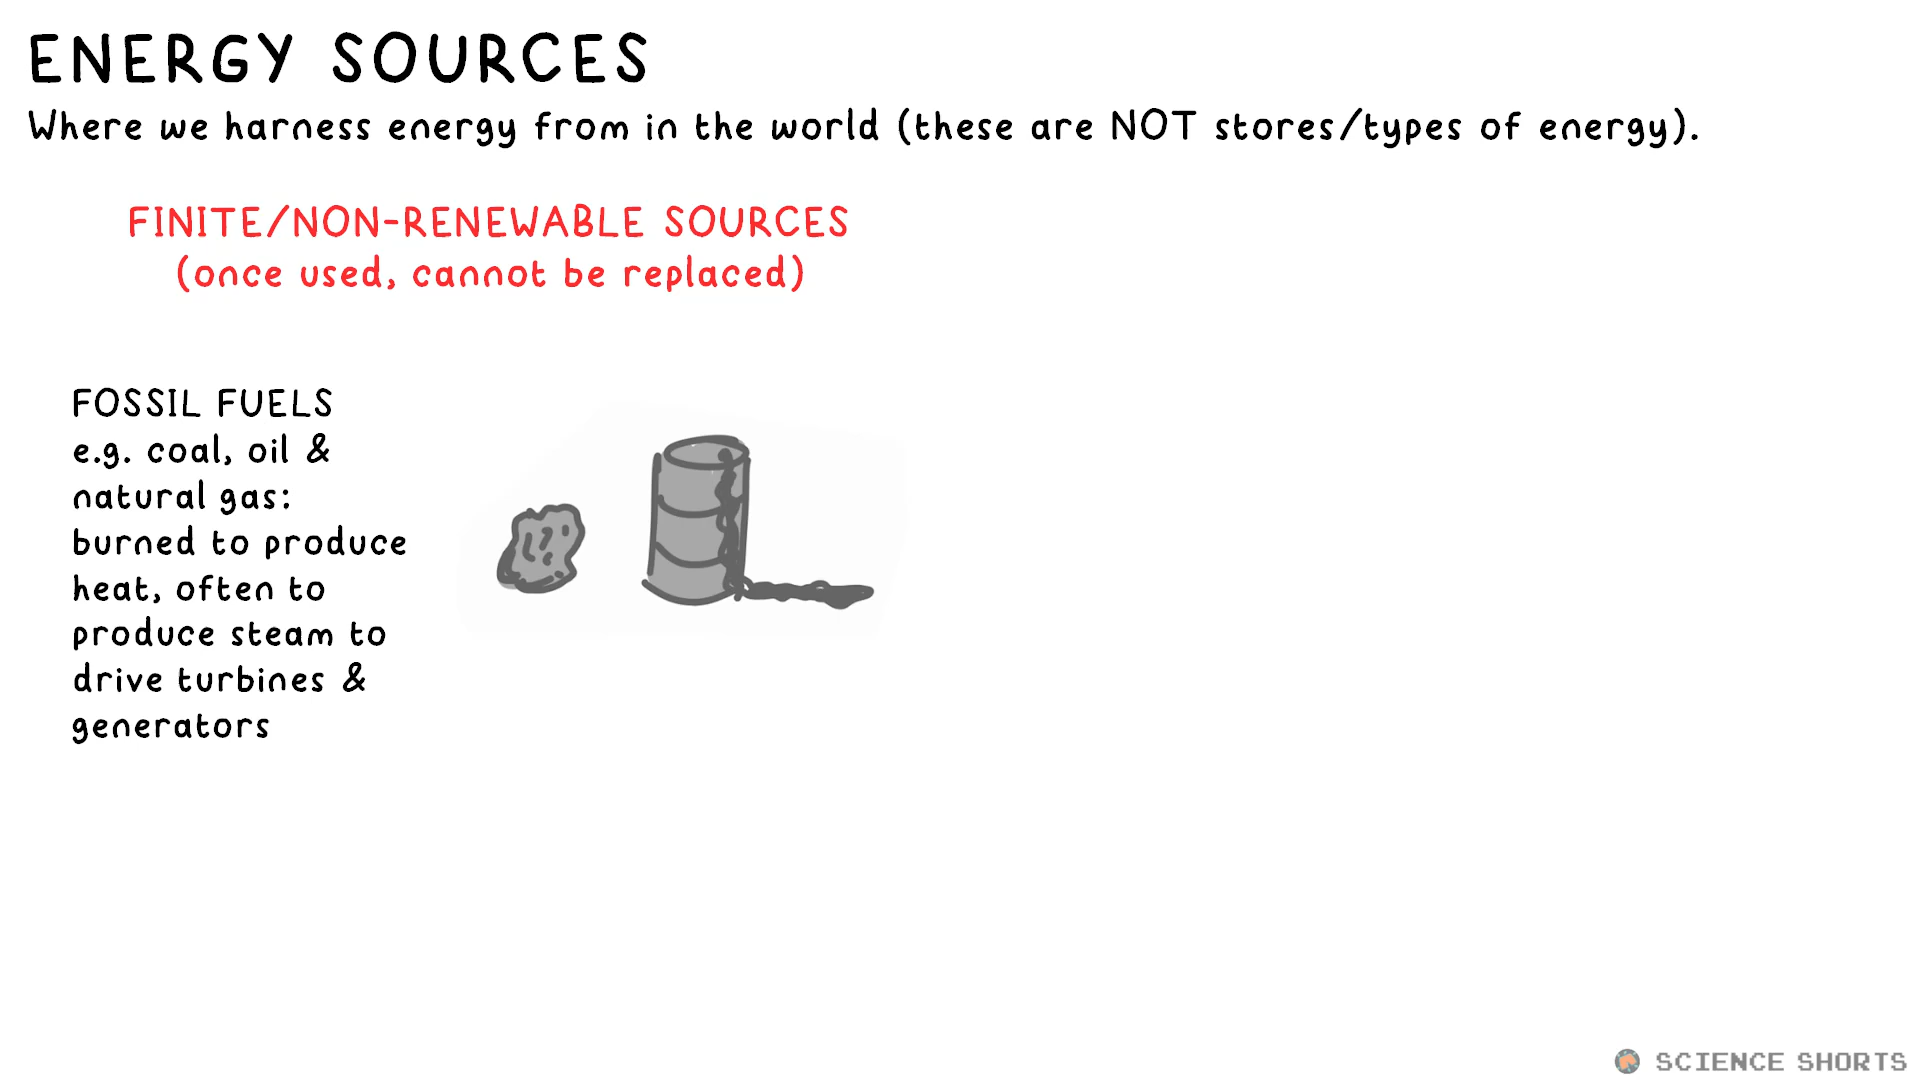 ENERGY SOURCES
Where we harness energy from in the world (these are NOT stores/types of energy).
FINITE/NON-RENEWABLE SOURCES
(once used, cannot be replaced)
FOSSIL FUELS
e.g. coal, oil &
natural gas:
burned to produce
heat, often to
produce steam to
drive turbines &
generators
SCIENCE SHORTS